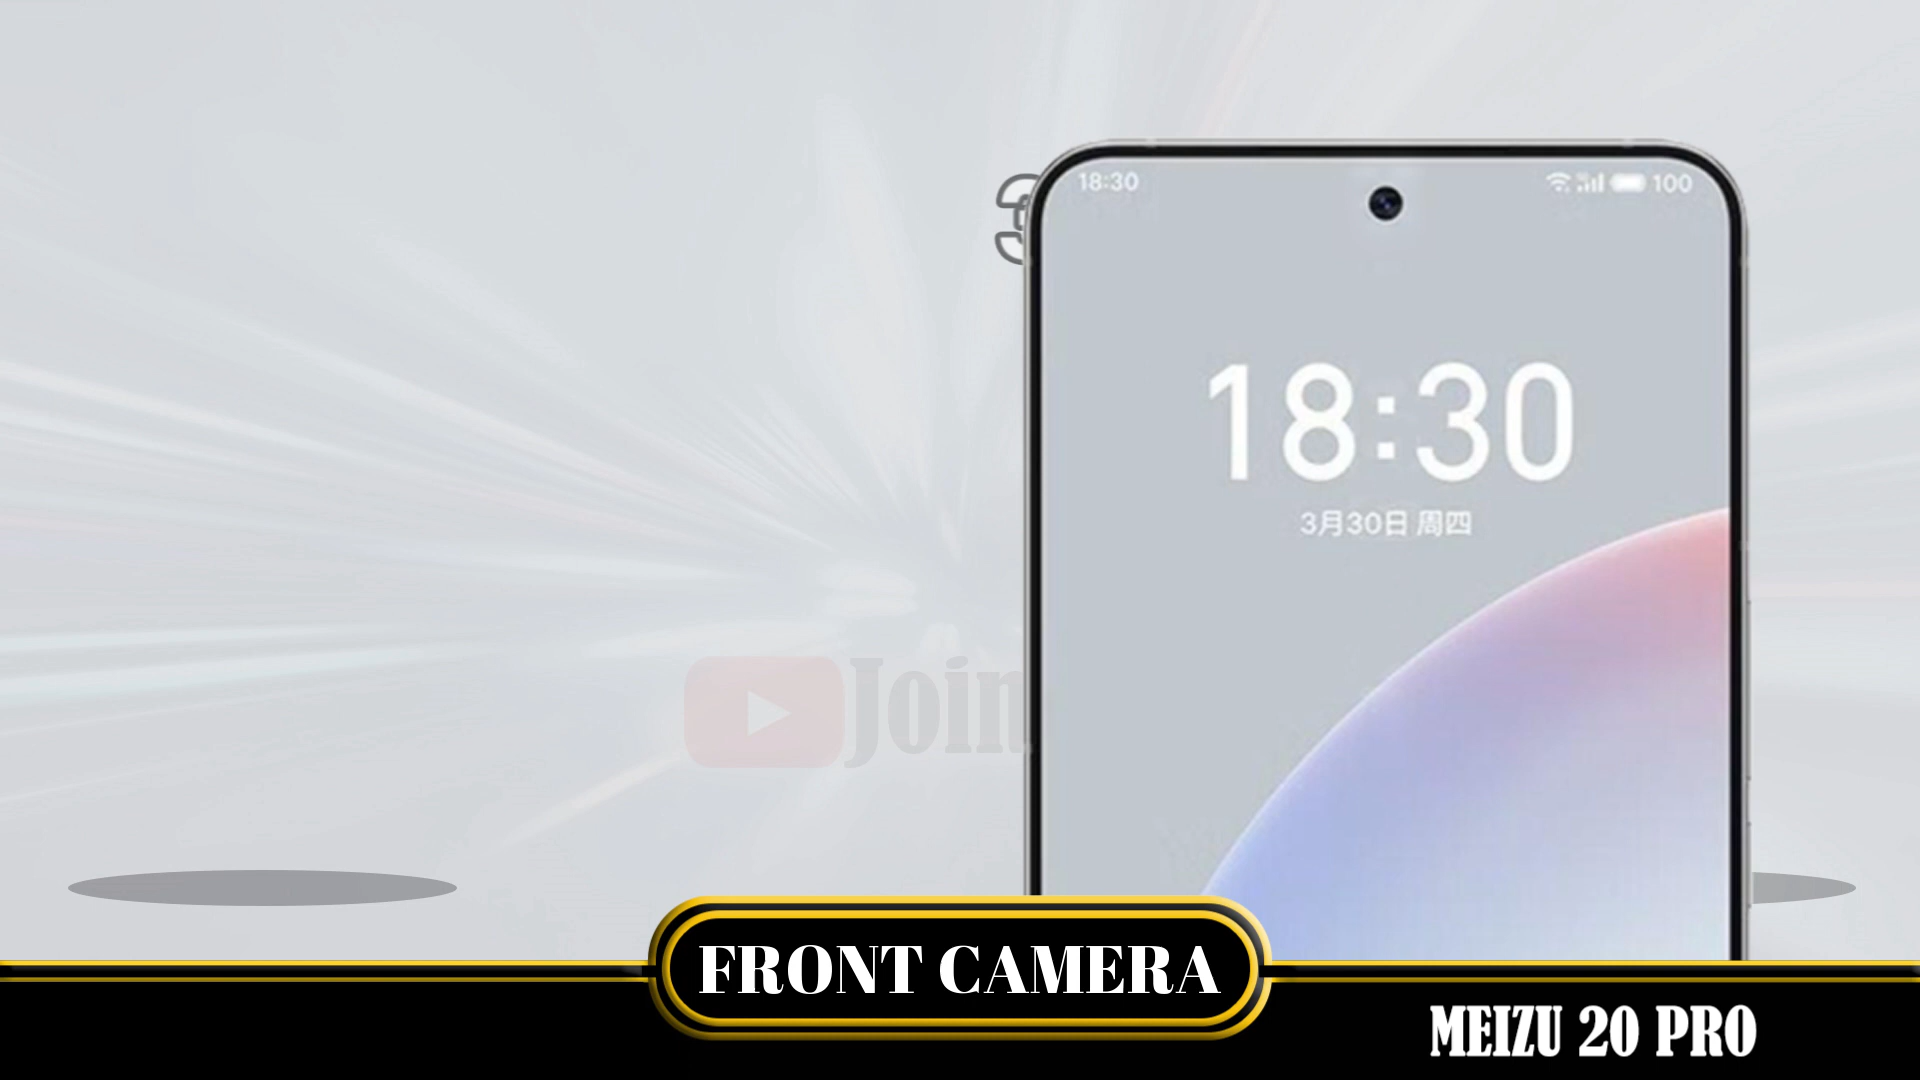 18:30 100
18:30
3月30日 周四
Join
FRONT CAMERA
MEIZU 20 PRO